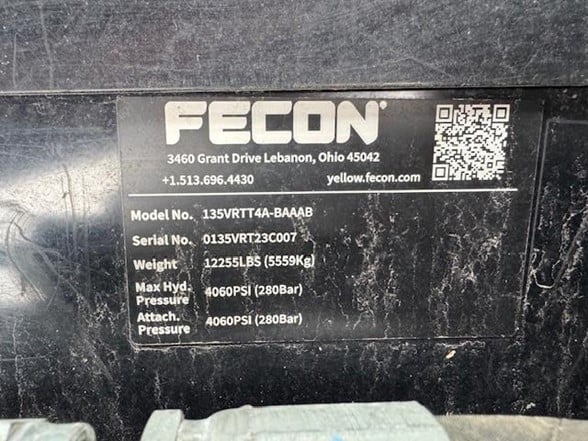 FECON®
3460 Grant Drive Lebanon, Ohio 45042
+1.513.696.4430 yellow.fecon.com
Model No. 135VRTT4A-BAAAB
Serial No. 0135VRT23C007
Weight 12255LBS (5559Kg)
Max Hyd. Pressure 4060PSI (280Bar)
Attach. Pressure 4060PSI (280Bar)